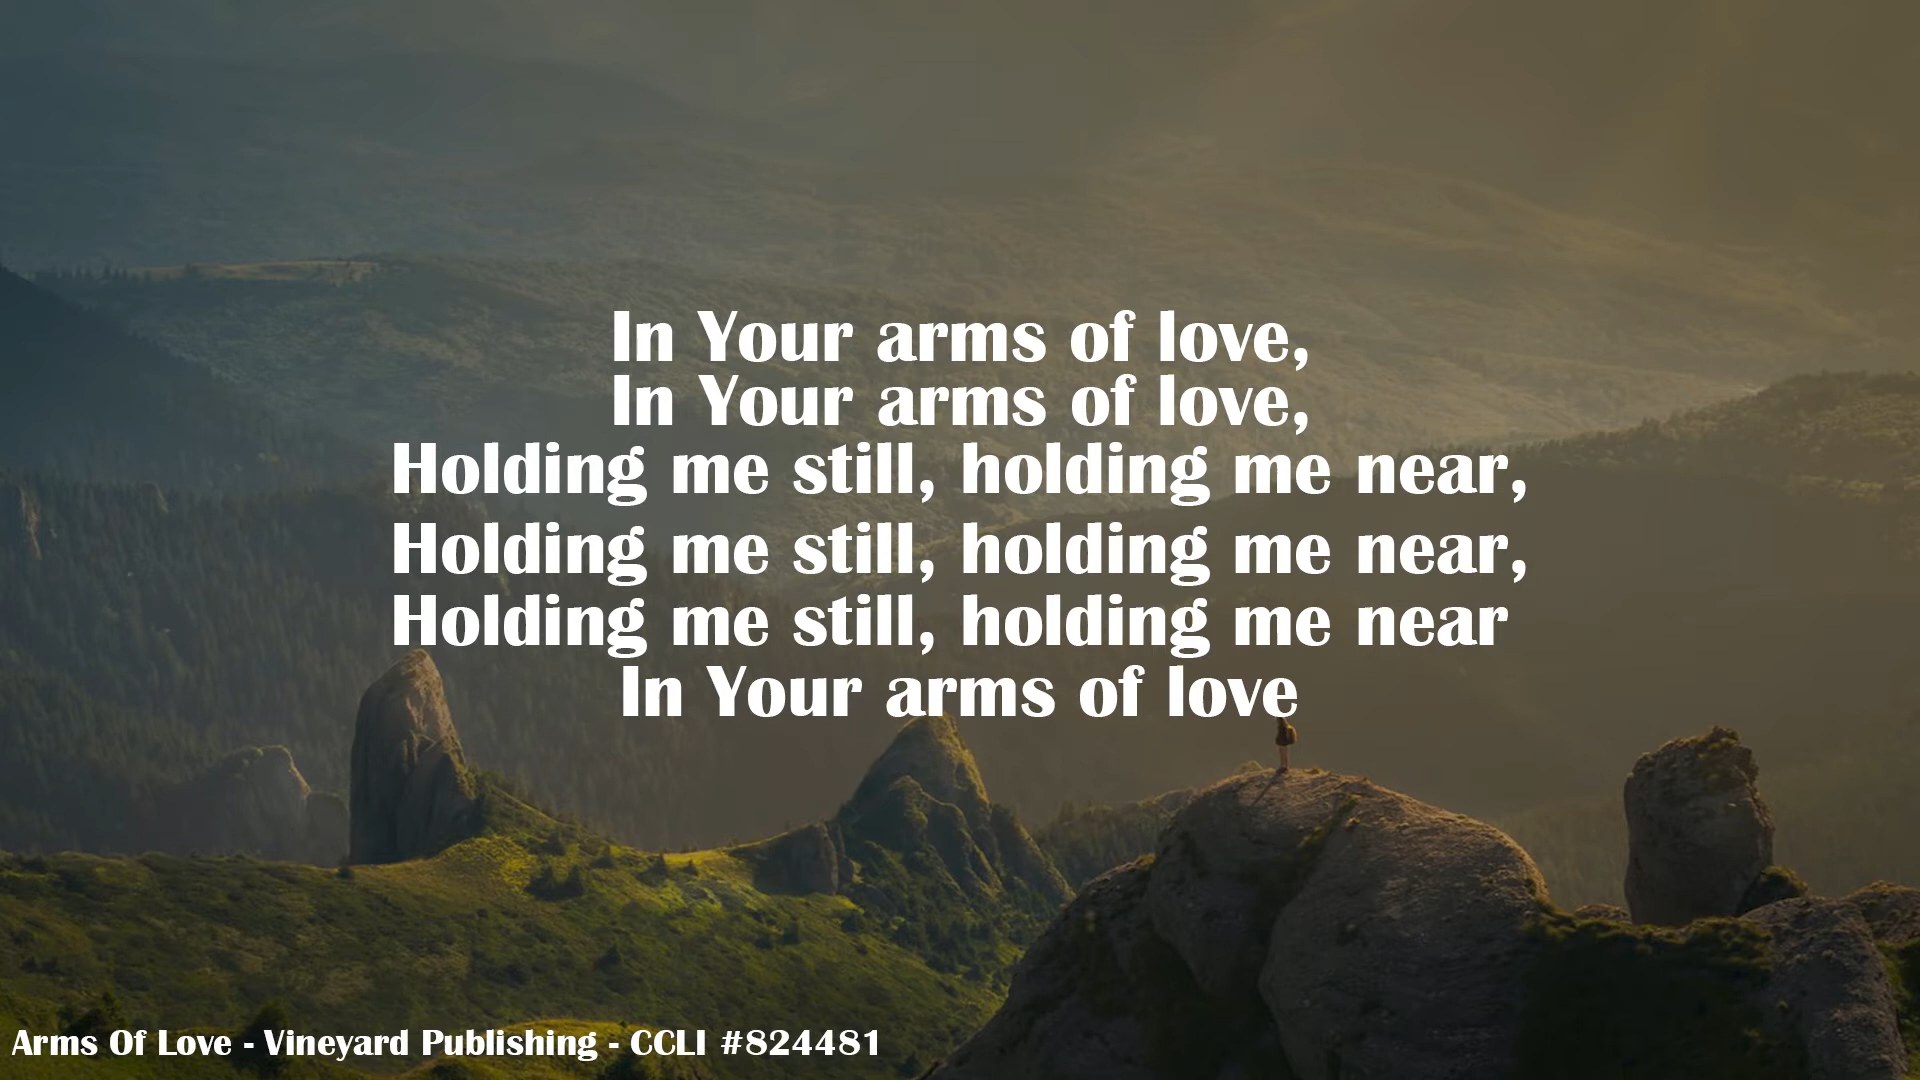 In Your arms of love,
In Your arms of love,
Holding me still, holding me near,
Holding me still, holding me near,
Holding me still, holding me near
In Your arms of love
Arms Of Love - Vineyard Publishing - CCLI #824481